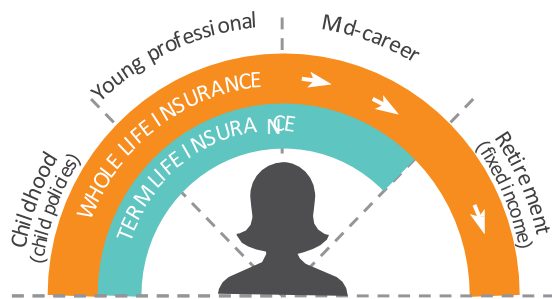 Young professional
Md-career
Childhood
(child policies)
WHOLE LIFE INSURANCE
TERM LIFE INSURANCE
Retirement
(fixed income)